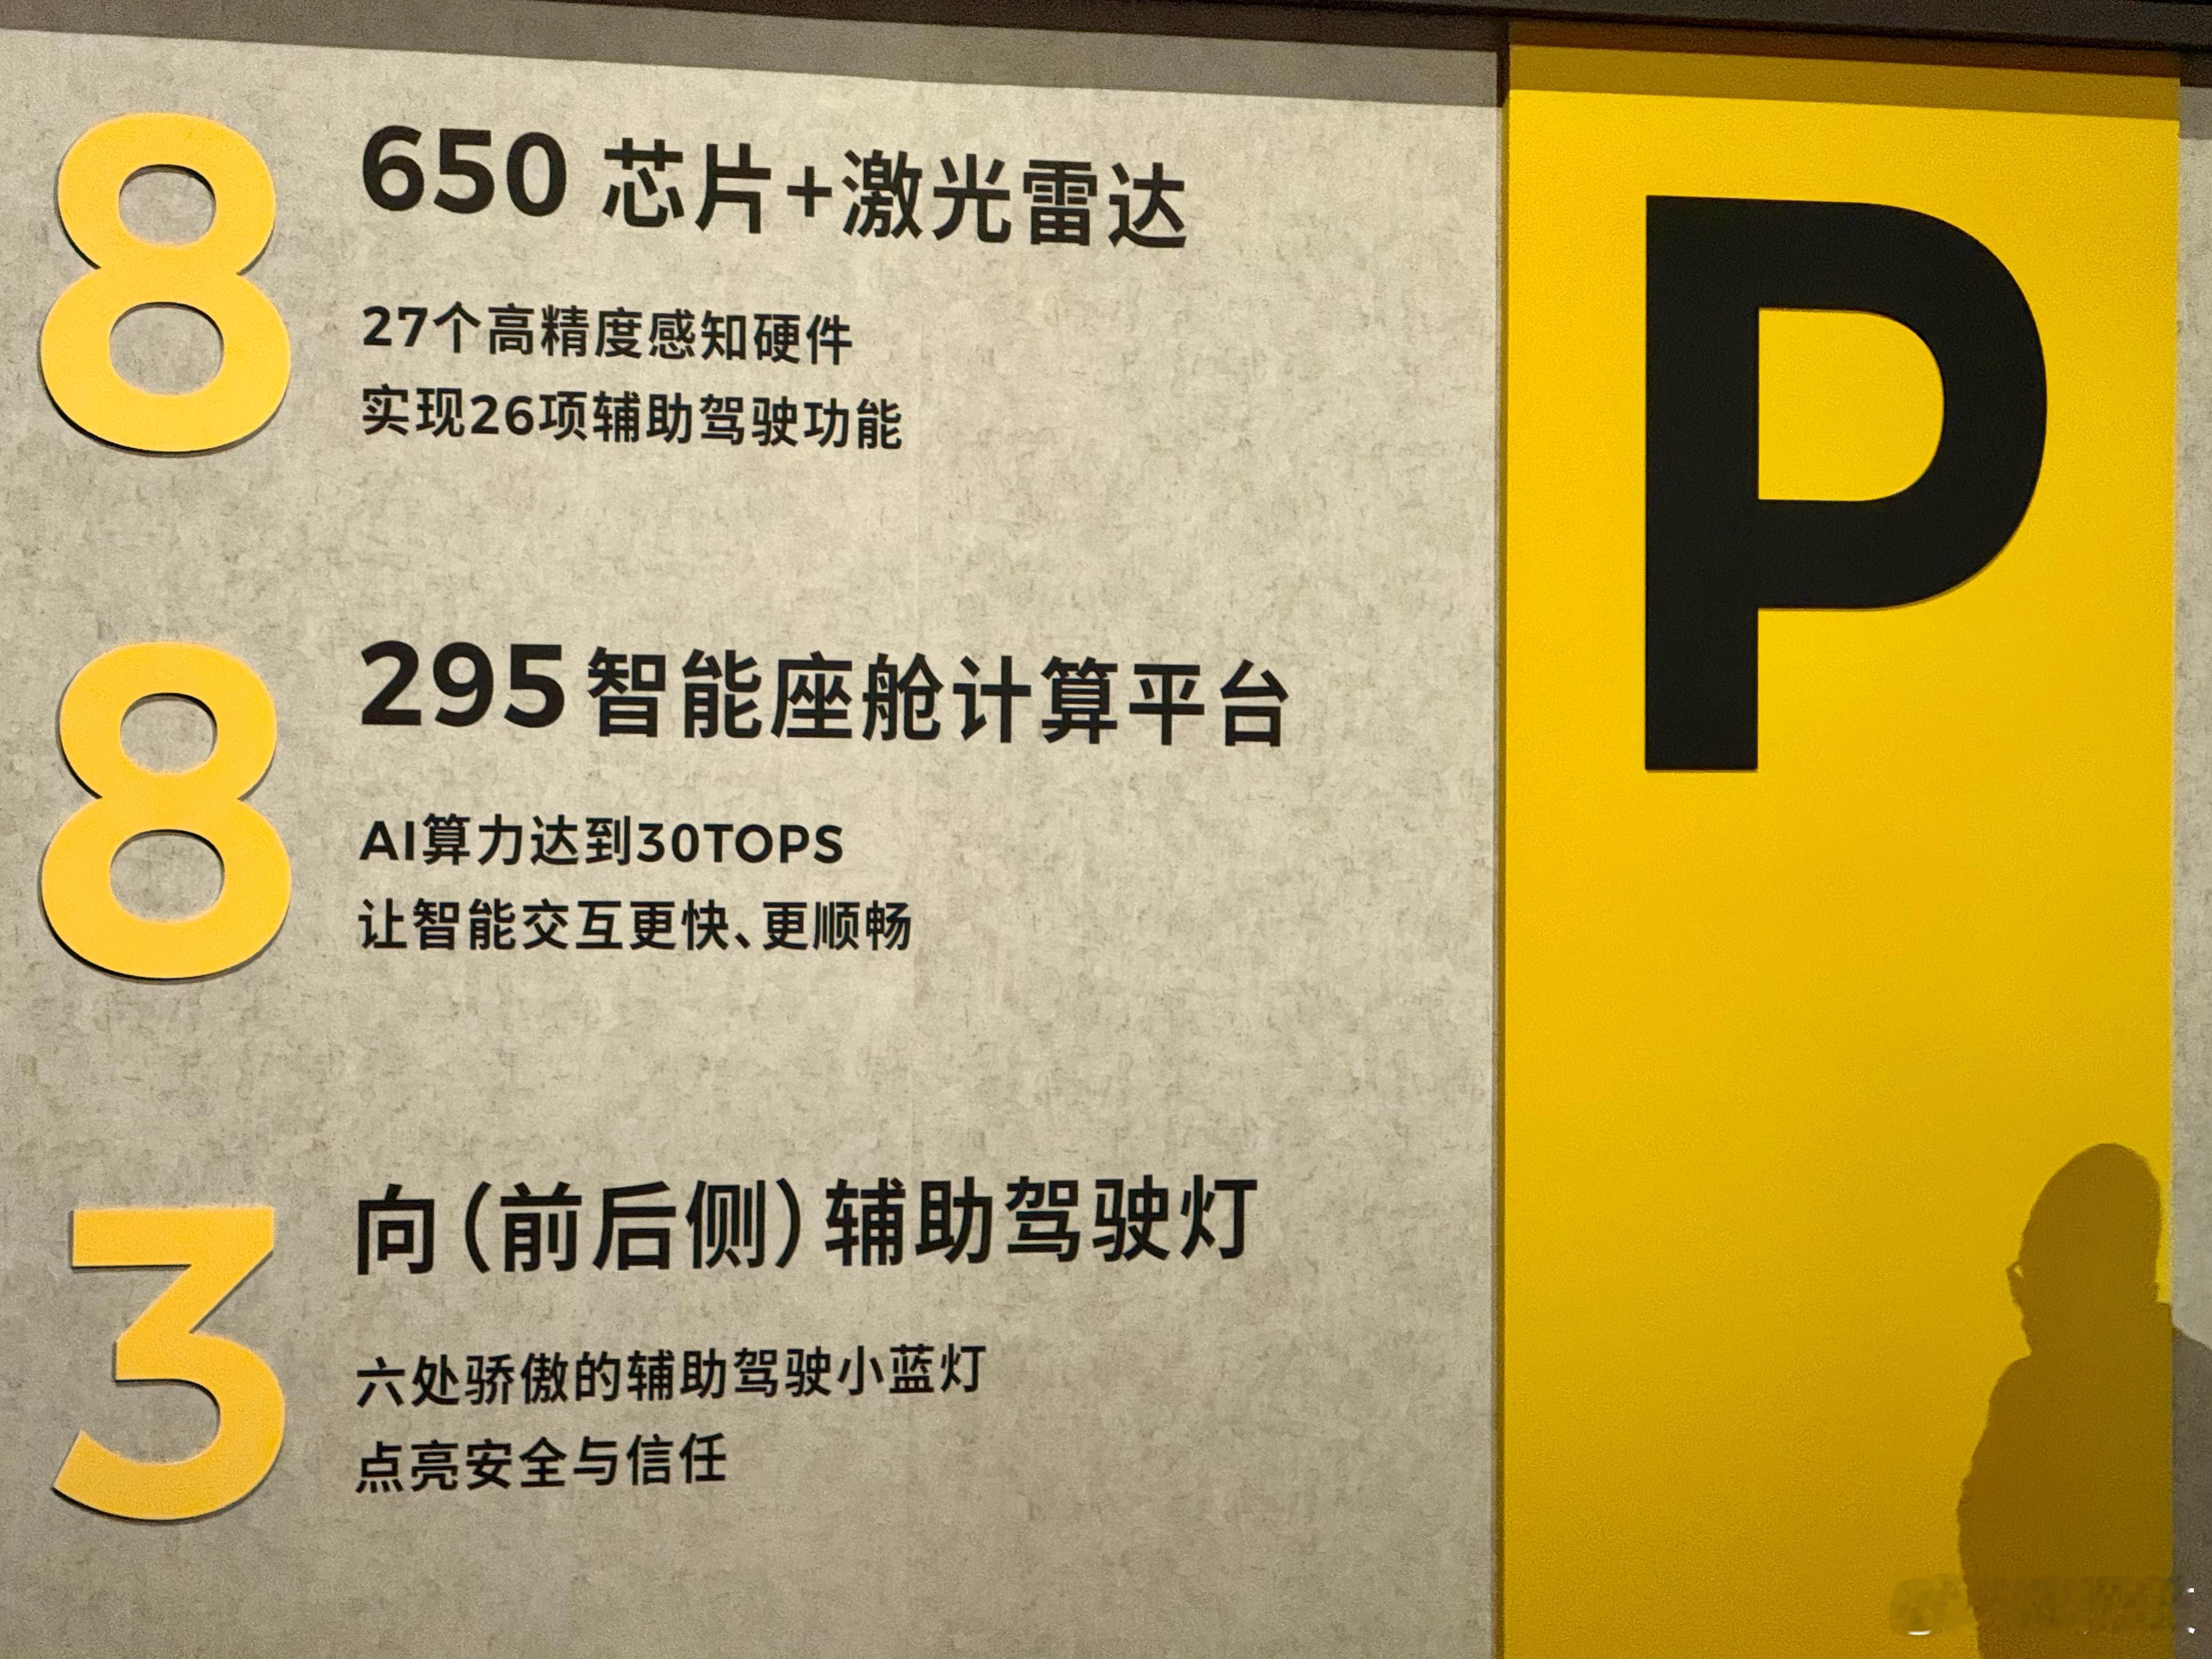 8 650 芯片+激光雷达
27个高精度感知硬件
实现26项辅助驾驶功能
8 295智能座舱计算平台
AI算力达到30TOPS
让智能交互更快、更顺畅
3 向(前后侧)辅助驾驶灯
六处骄傲的辅助驾驶小蓝灯
点亮安全与信任
P